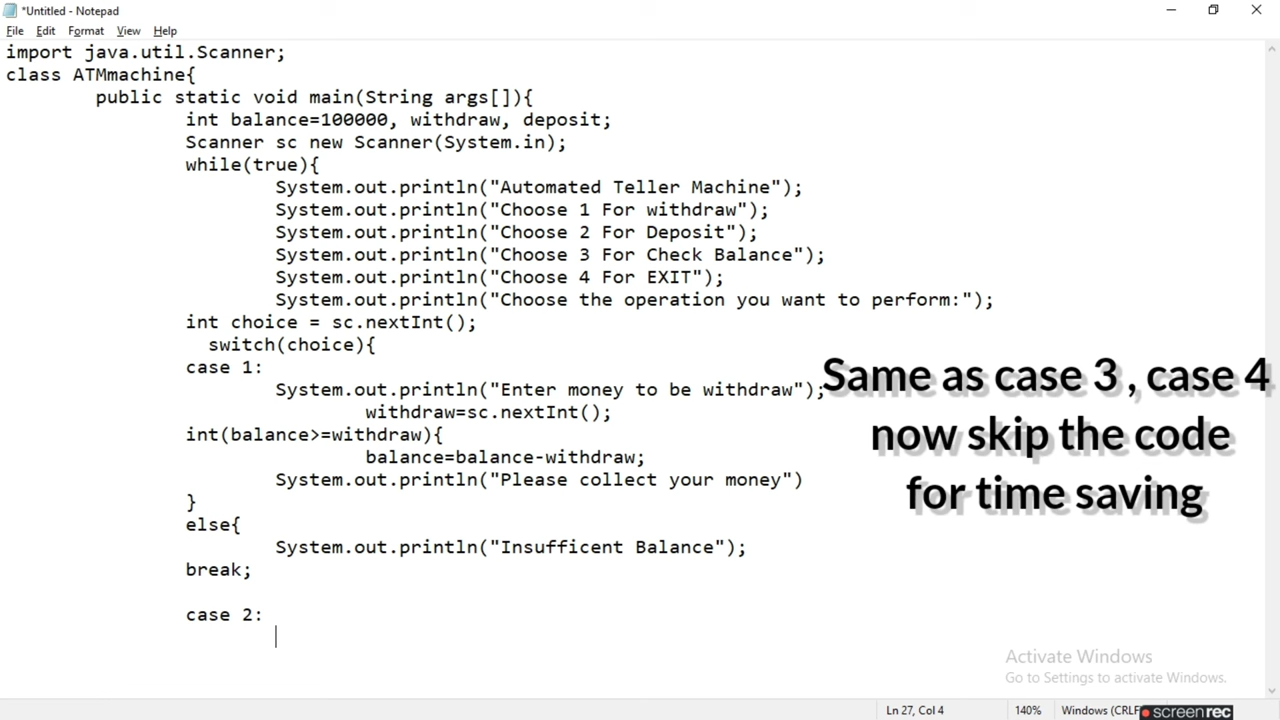 *Untitled - Notepad
File Edit Format View Help
import java.util.Scanner;
class ATMmachine{
public static void main(String args[]){
int balance=100000, withdraw, deposit;
Scanner sc new Scanner(System.in);
while(true){
System.out.println("Automated Teller Machine");
System.out.println("Choose 1 For withdraw");
System.out.println("Choose 2 For Deposit");
System.out.println("Choose 3 For Check Balance");
System.out.println("Choose 4 For EXIT");
System.out.println("Choose the operation you want to perform:");
int choice = sc.nextInt();
switch(choice){
case 1:
System.out.println("Enter money to be withdraw");
withdraw=sc.nextInt();
int(balance>=withdraw){
balance=balance-withdraw;
System.out.println("Please collect your money")
}
else{
System.out.println("Insufficent Balance");
break;
case 2:
Same as case 3 , case 4
now skip the code
for time saving
Activate Windows
Go to Settings to activate Windows.
Ln 27, Col 4 140% Windows (CRLF
screenrec